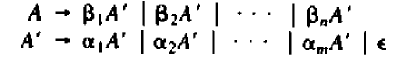 A → β₁A' | β₂A' | · · · | βₙA'
A' → α₁A' | α₂A' | · · · | αₘA' | ϵ